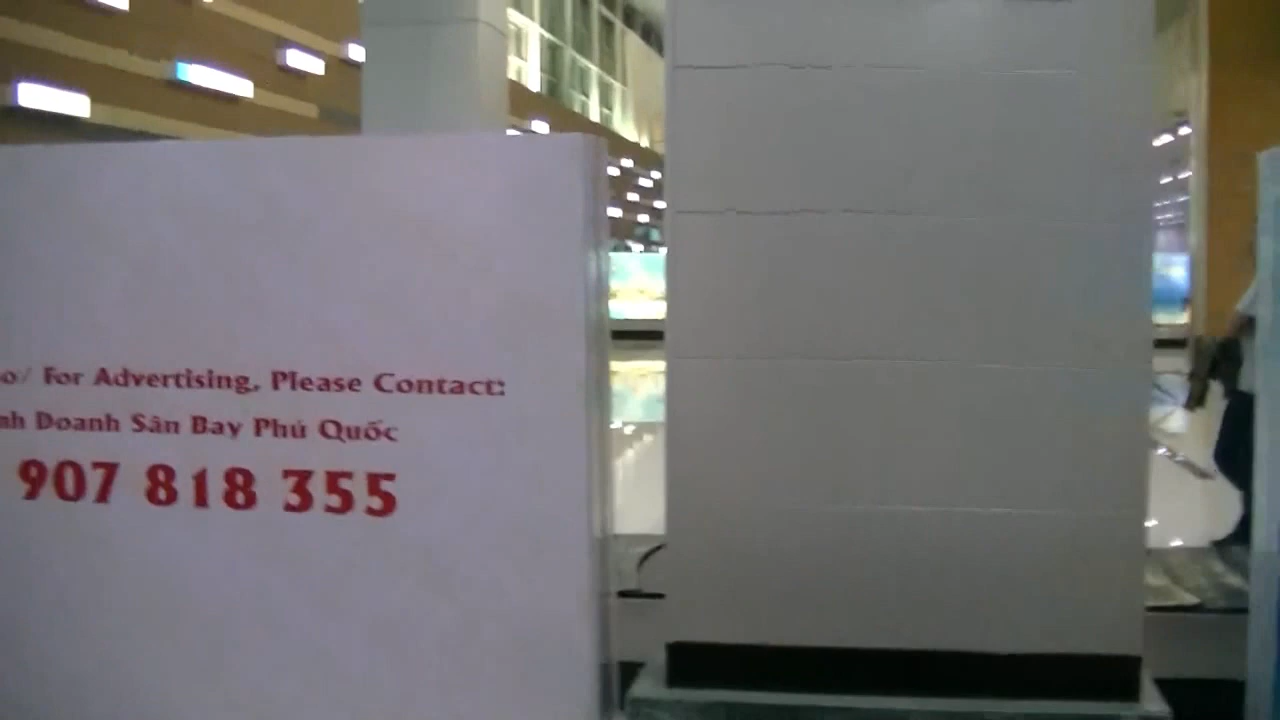 o/ For Advertising, Please Contact:
nh Doanh Sân Bay Phú Quốc
907 818 355